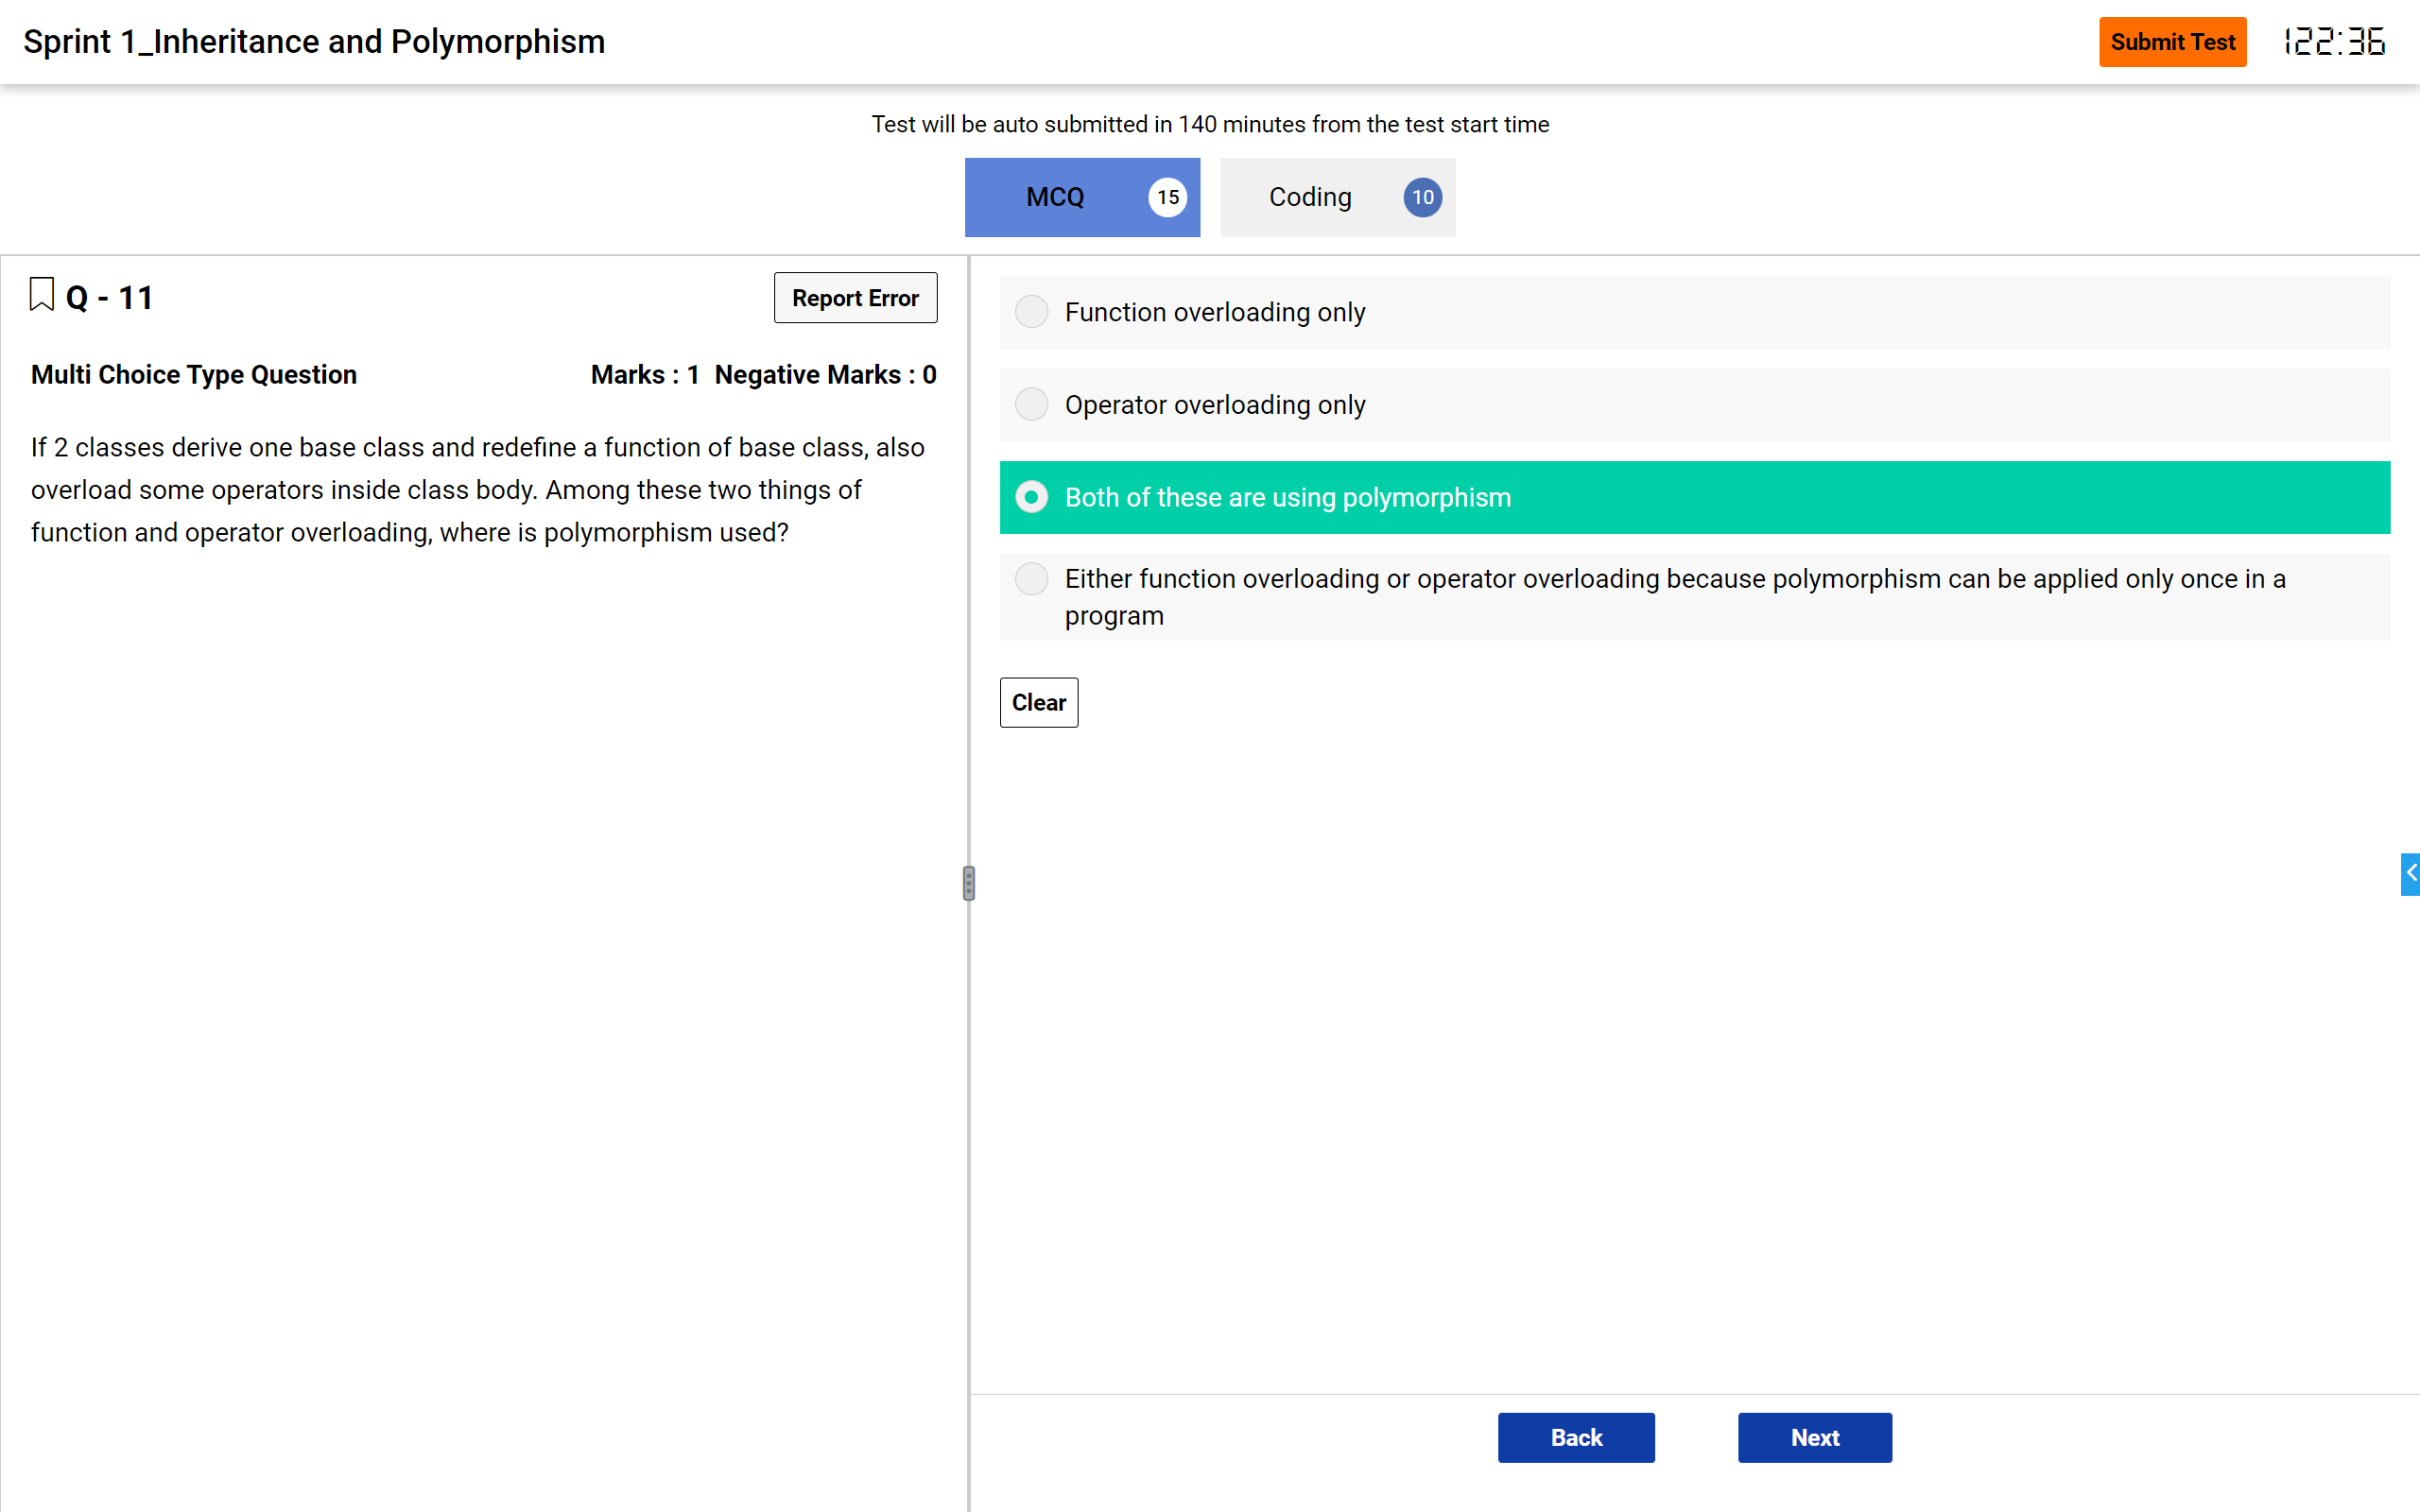 Sprint 1_Inheritance and Polymorphism
Submit Test
122:36
Test will be auto submitted in 140 minutes from the test start time
MCQ 15
Coding 10
Q - 11
Report Error
Multi Choice Type Question
Marks : 1 Negative Marks : 0
If 2 classes derive one base class and redefine a function of base class, also
overload some operators inside class body. Among these two things of
function and operator overloading, where is polymorphism used?
Function overloading only
Operator overloading only
Both of these are using polymorphism
Either function overloading or operator overloading because polymorphism can be applied only once in a
program
Clear
Back
Next